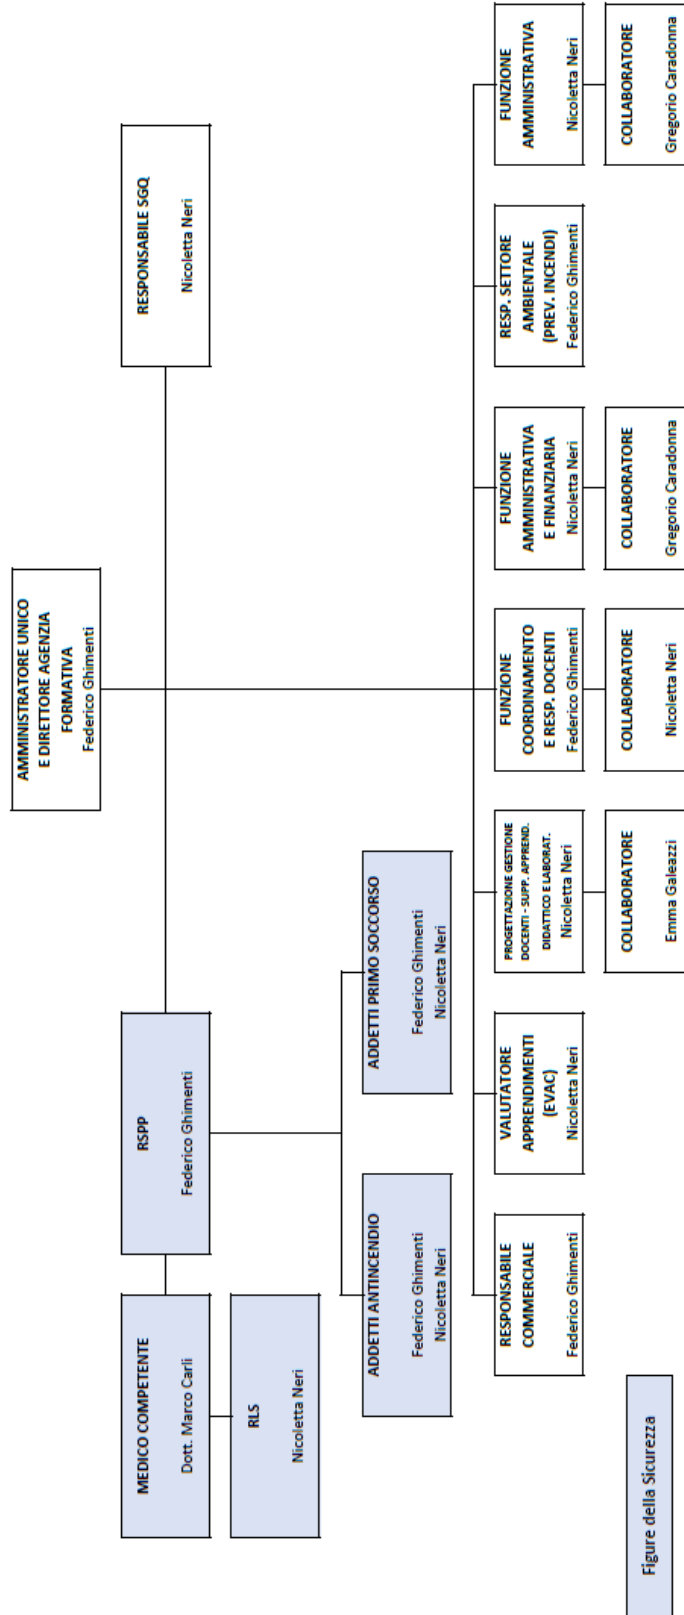 AMMINISTRATORE UNICO
E DIRETTORE AGENZIA
FORMATIVA
Federico Ghimenti
MEDICO COMPETENTE
Dott. Marco Carli
RSPP
Federico Ghimenti
RESPONSABILE SGQ
Nicoletta Neri
RLS
Nicoletta Neri
ADDETTI ANTINCENDIO
Federico Ghimenti
Nicoletta Neri
ADDETTI PRIMO SOCCORSO
Federico Ghimenti
Nicoletta Neri
RESPONSABILE
COMMERCIALE
Federico Ghimenti
VALUTATORE
APPRENDIMENTI
(EVAC)
Nicoletta Neri
PROGETTAZIONE GESTIONE
DOCENTI - SUPP. APPREND.
DIDATTICO E LABORAT.
Nicoletta Neri
FUNZIONE
COORDINAMENTO
E RESP. DOCENTI
Federico Ghimenti
FUNZIONE
AMMINISTRATIVA
E FINANZIARIA
Nicoletta Neri
RESP. SETTORE
AMBIENTALE
(PREV. INCENDI)
Federico Ghimenti
FUNZIONE
AMMINISTRATIVA
Nicoletta Neri
COLLABORATORE
Emma Galeazzi
COLLABORATORE
Nicoletta Neri
COLLABORATORE
Gregorio Caradonna
COLLABORATORE
Gregorio Caradonna
Figure della Sicurezza